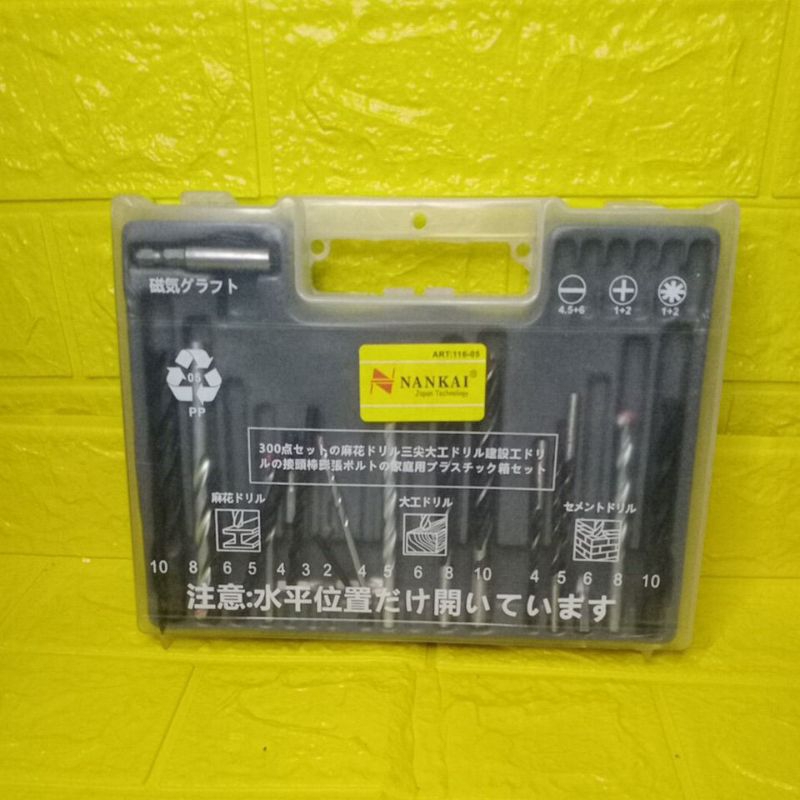 磁気グラフト
4.5+6 1+2 1+2
05
PP
ART:116-05
NANKAI®
Japan Technology
300点セットの麻花ドリル三尖大工ドリル建設工ドリ
ルの接頭棒膨張ボルトの家庭用プラスチック箱セット
麻花ドリル
大工ドリル
セメントドリル
10 8 6 5 4 3 2 4 5 6 8 10 4 5 6 8 10
注意:水平位置だけ開いています